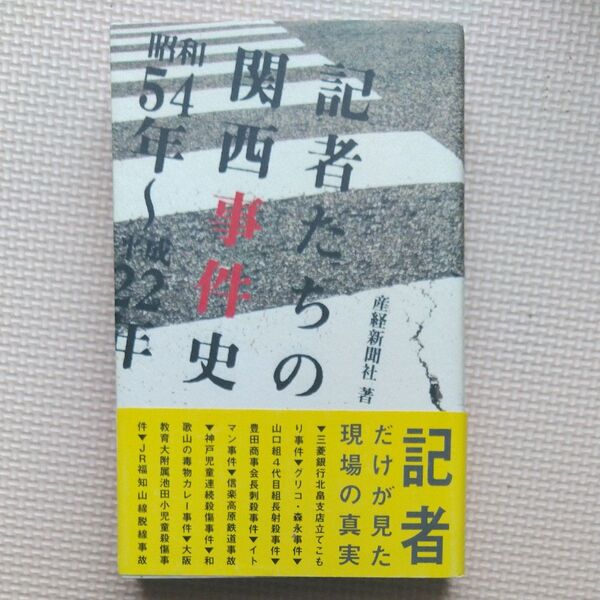 記者たちの
関西事件史
昭和
54年~
平成
22年
産経新聞社 著
記者
だけが見た
現場の真実
▼三菱銀行北畠支店立てこも
り事件▼グリコ・森永事件▼
山口組4代目組長射殺事件▼
豊田商事会長刺殺事件▼イト
マン事件▼信楽高原鉄道事故
▼神戸児童連続殺傷事件▼和
歌山の毒物カレー事件▼大阪
教育大附属池田小児童殺傷事
件▼JR福知山線脱線事故